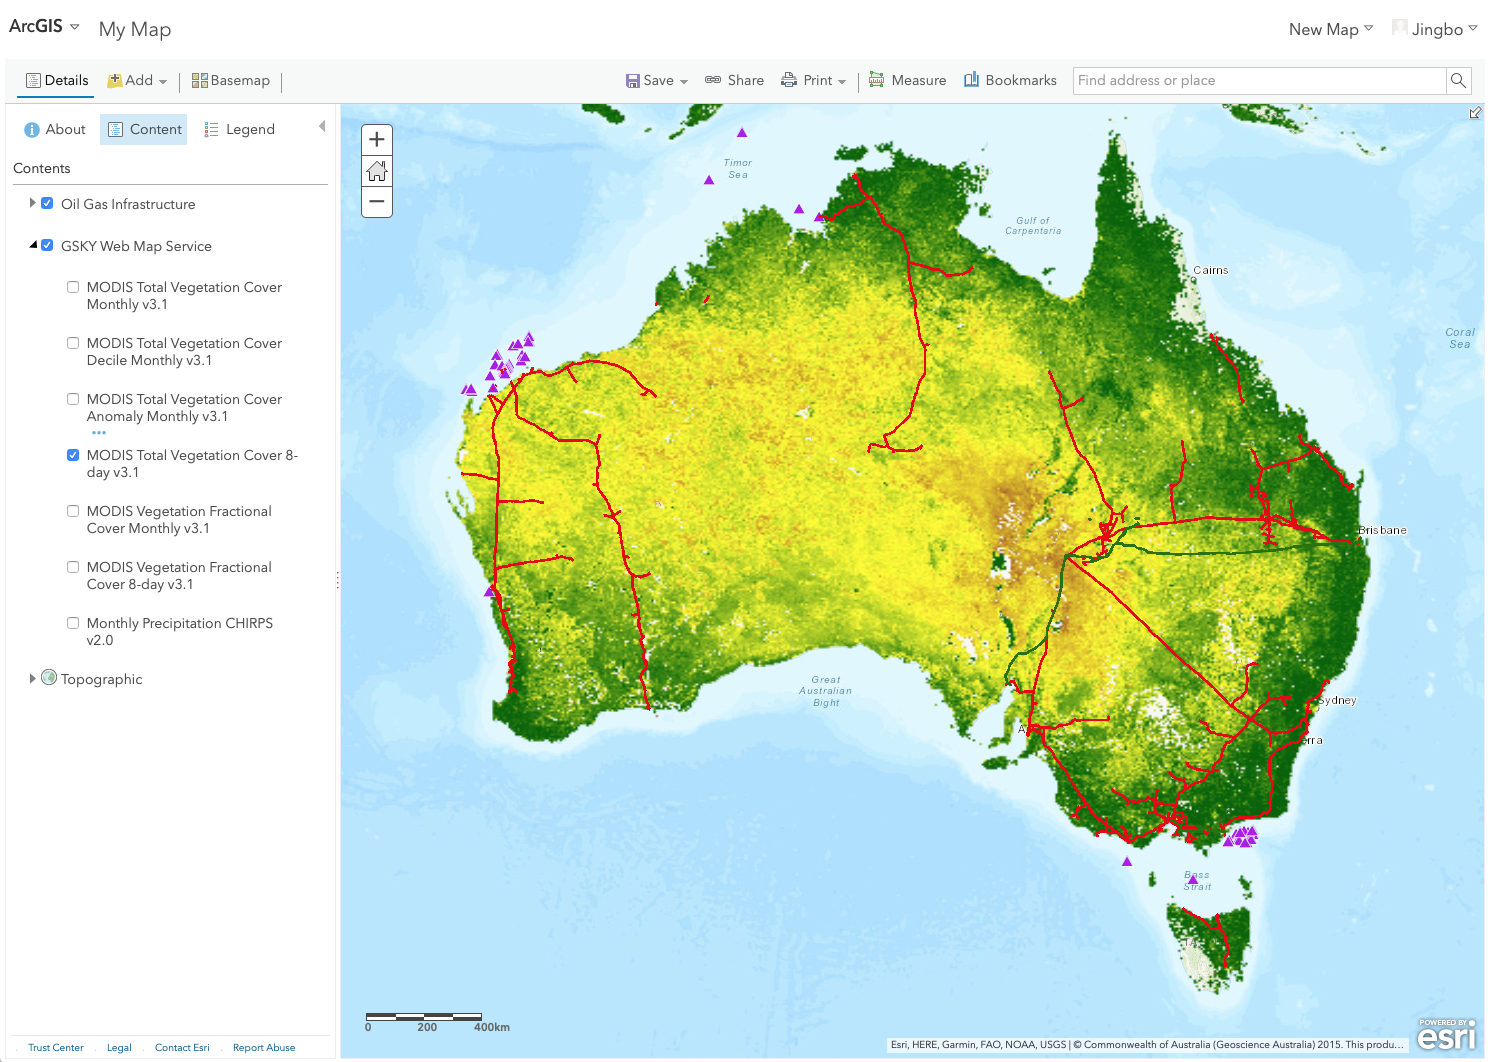 ArcGIS My Map New Map Jingbo
Details Add Basemap Save Share Print Measure Bookmarks Find address or place
About Content Legend
Contents
Oil Gas Infrastructure
GSKY Web Map Service
MODIS Total Vegetation Cover
Monthly v3.1
MODIS Total Vegetation Cover
Decile Monthly v3.1
MODIS Total Vegetation Cover
Anomaly Monthly v3.1
MODIS Total Vegetation Cover 8-
day v3.1
MODIS Vegetation Fractional
Cover Monthly v3.1
MODIS Vegetation Fractional
Cover 8-day v3.1
Monthly Precipitation CHIRPS
v2.0
Topographic
Trust Center Legal Contact Esri Report Abuse
Timor
Sea
Gulf of
Carpentaria
Cairns
Coral
Sea
Brisbane
Great
Australian
Bight
Sydney
A
erra
Bass
Strait
0 200 400km
Esri, HERE, Garmin, FAO, NOAA, USGS | © Commonwealth of Australia (Geoscience Australia) 2015. This produ...
POWERED BY
esri